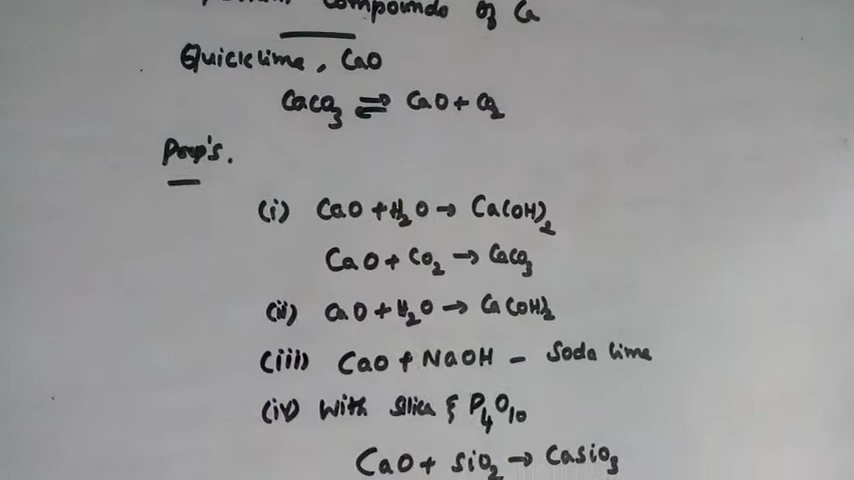 compounds of Ca
Quicklime, CaO
CaCO3 ⇌ CaO + CO2
Prop's.
(i) CaO + H2O → Ca(OH)2
CaO + CO2 → CaCO3
(ii) CaO + H2O → Ca(OH)2
(iii) CaO + NaOH - Soda lime
(iv) With silica & P4O10
CaO + SiO2 → CaSiO3